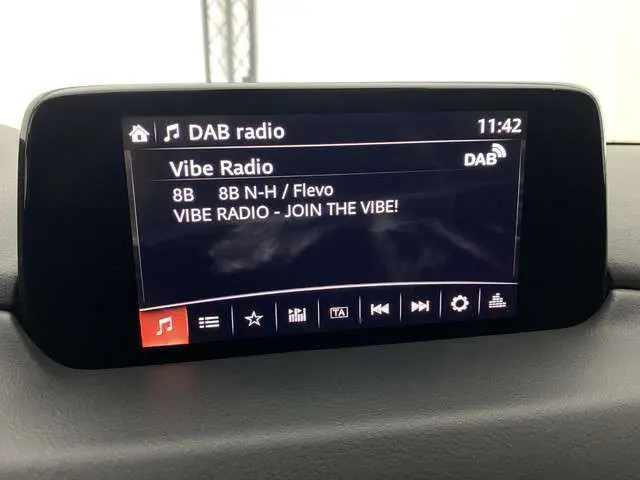 DAB radio 11:42
Vibe Radio DAB
8B 8B N-H / Flevo
VIBE RADIO - JOIN THE VIBE!
TA